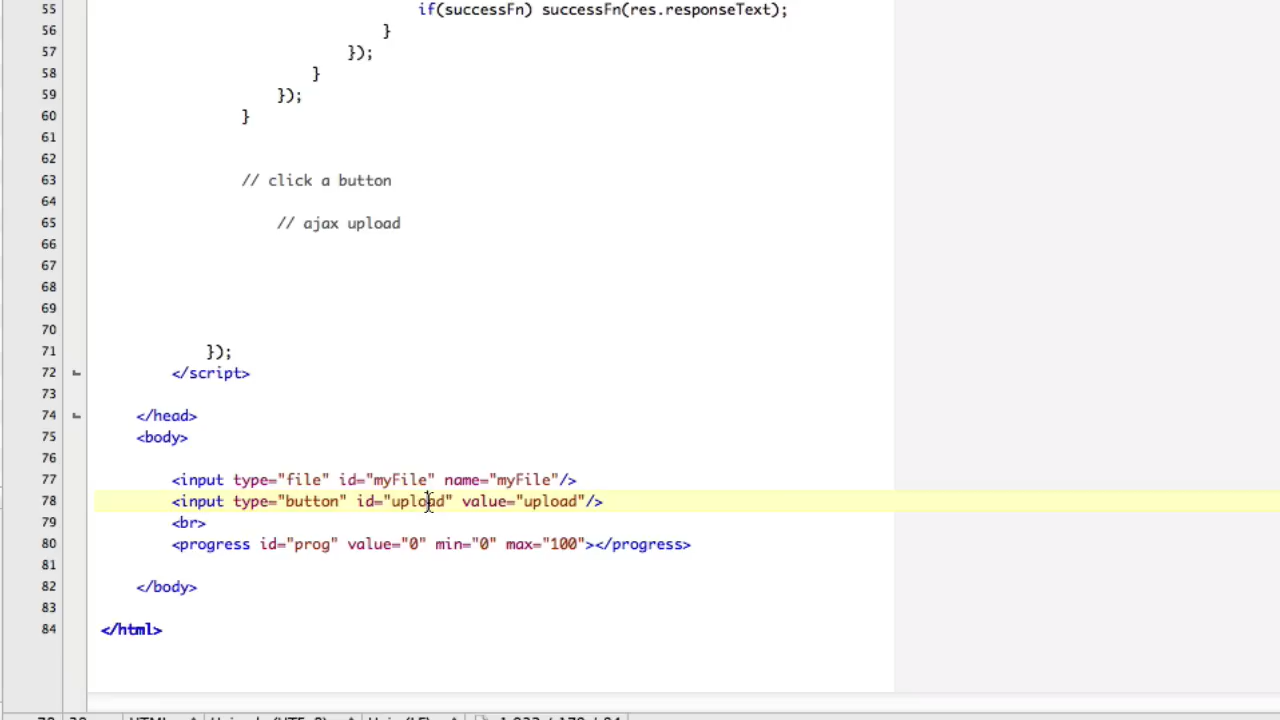 55 if(successFn) successFn(res.responseText);
56 }
57 });
58 }
59 });
60 }
61
62
63 // click a button
64
65 // ajax upload
66
67
68
69
70
71 });
72 </script>
73
74 </head>
75 <body>
76
77 <input type="file" id="myFile" name="myFile"/>
78 <input type="button" id="upload" value="upload"/>
79 <br>
80 <progress id="prog" value="0" min="0" max="100"></progress>
81
82 </body>
83
84 </html>